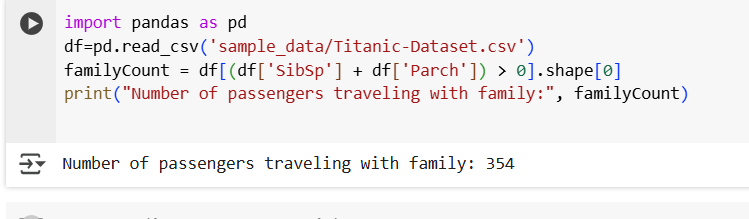 import pandas as pd
df=pd.read_csv('sample_data/Titanic-Dataset.csv')
familyCount = df[(df['SibSp'] + df['Parch']) > 0].shape[0]
print("Number of passengers traveling with family:", familyCount)
Number of passengers traveling with family: 354